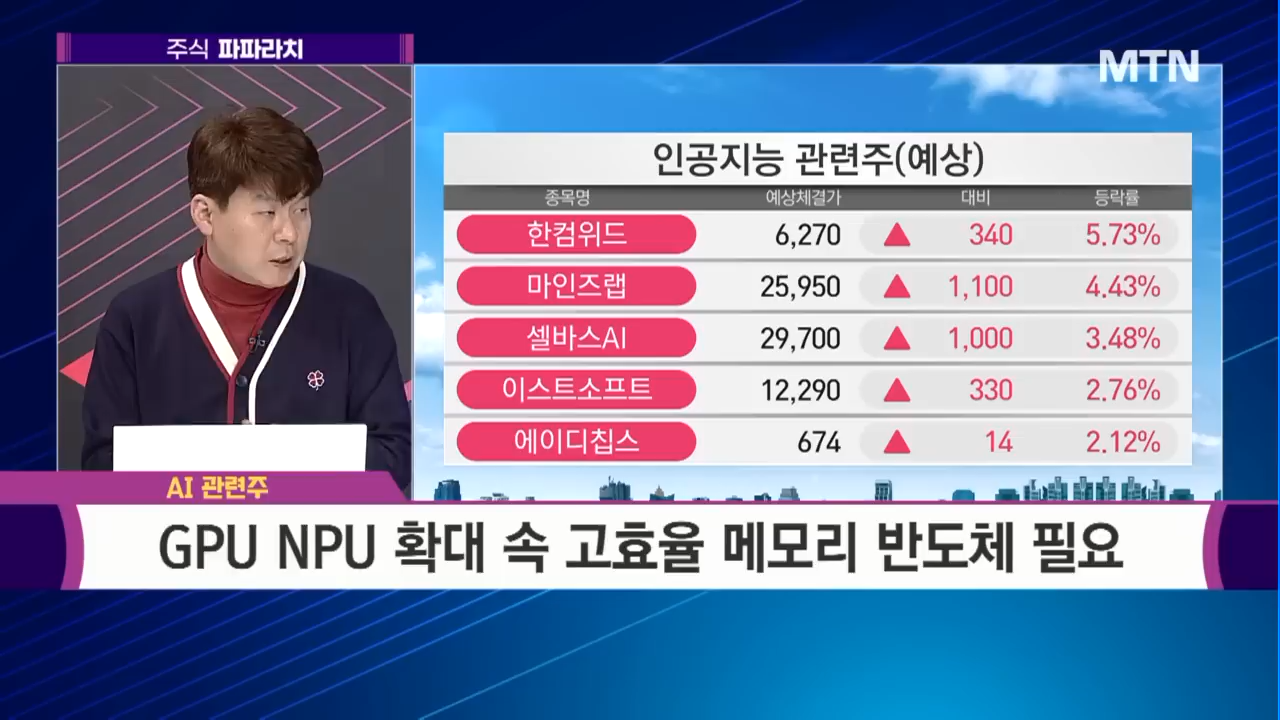 주식 파파라치
MTN
인공지능 관련주(예상)
종목명 예상체결가 대비 등락률
한컴위드 6,270 ▲ 340 5.73%
마인즈랩 25,950 ▲ 1,100 4.43%
셀바스AI 29,700 ▲ 1,000 3.48%
이스트소프트 12,290 ▲ 330 2.76%
에이디칩스 674 ▲ 14 2.12%
AI 관련주
GPU NPU 확대 속 고효율 메모리 반도체 필요